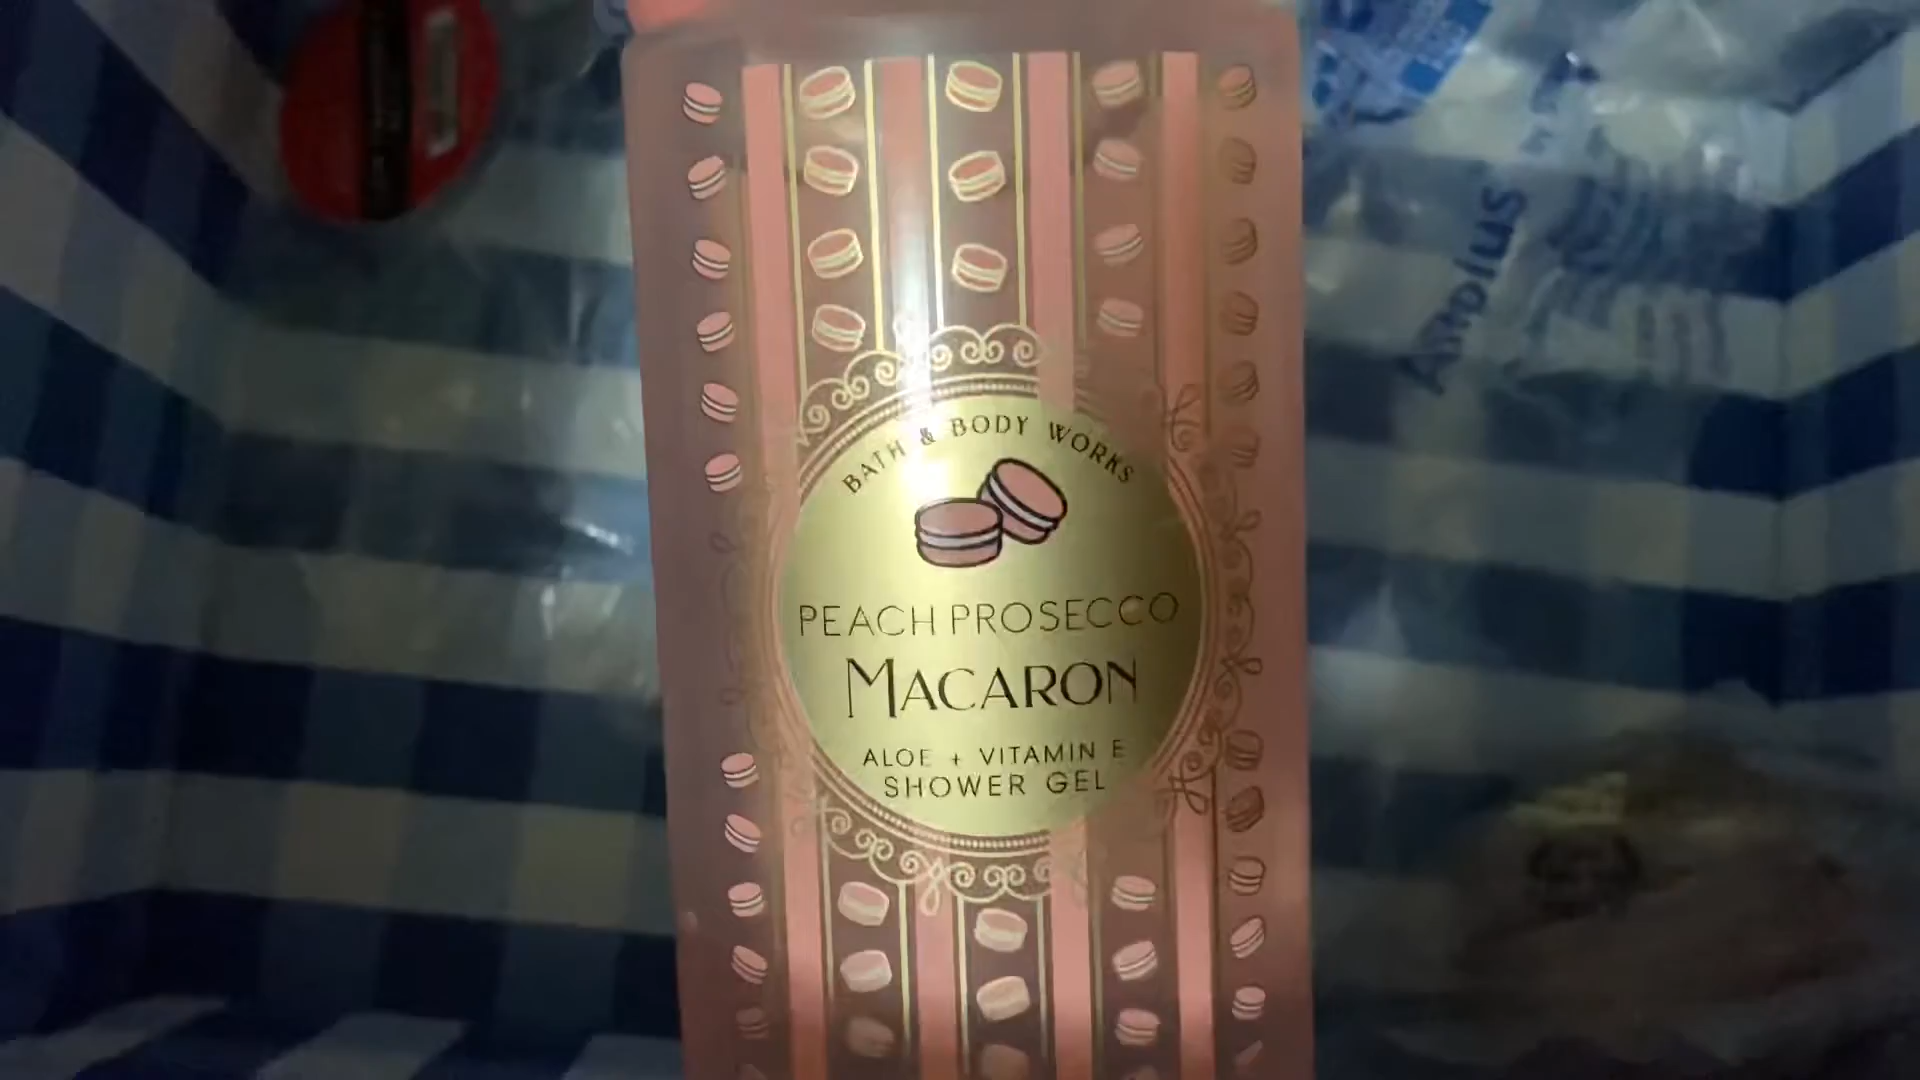 BATH & BODY WORKS
PEACH PROSECCO
MACARON
ALOE + VITAMIN E
SHOWER GEL